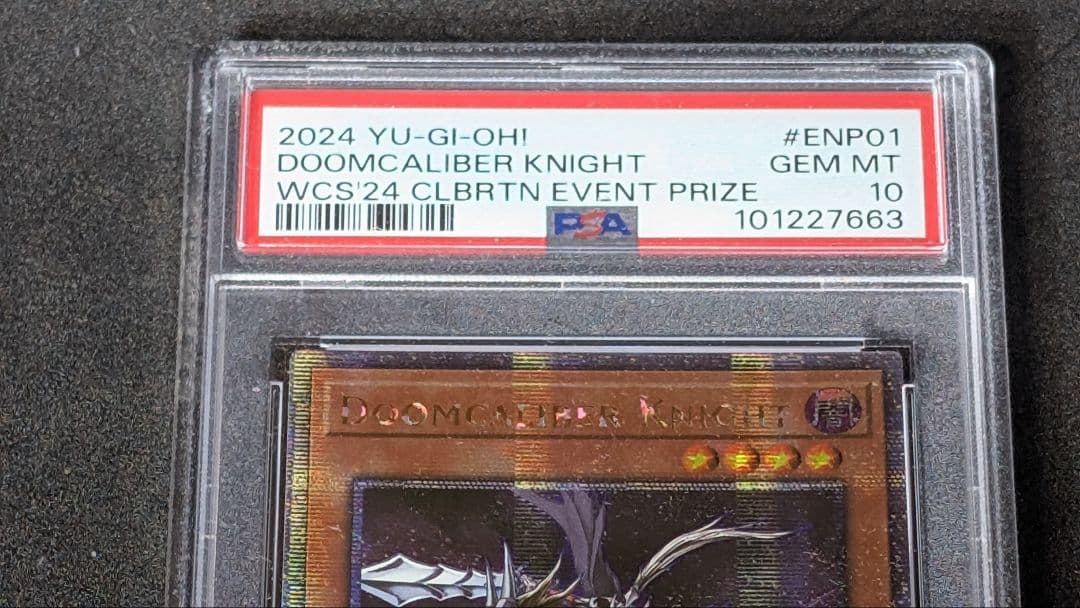 2024 YU-GI-OH! #ENP01
DOOMCALIBER KNIGHT GEM MT
WCS'24 CLBRTN EVENT PRIZE 10
PSA 101227663
DOOMCALIBER KNIGHT 闇